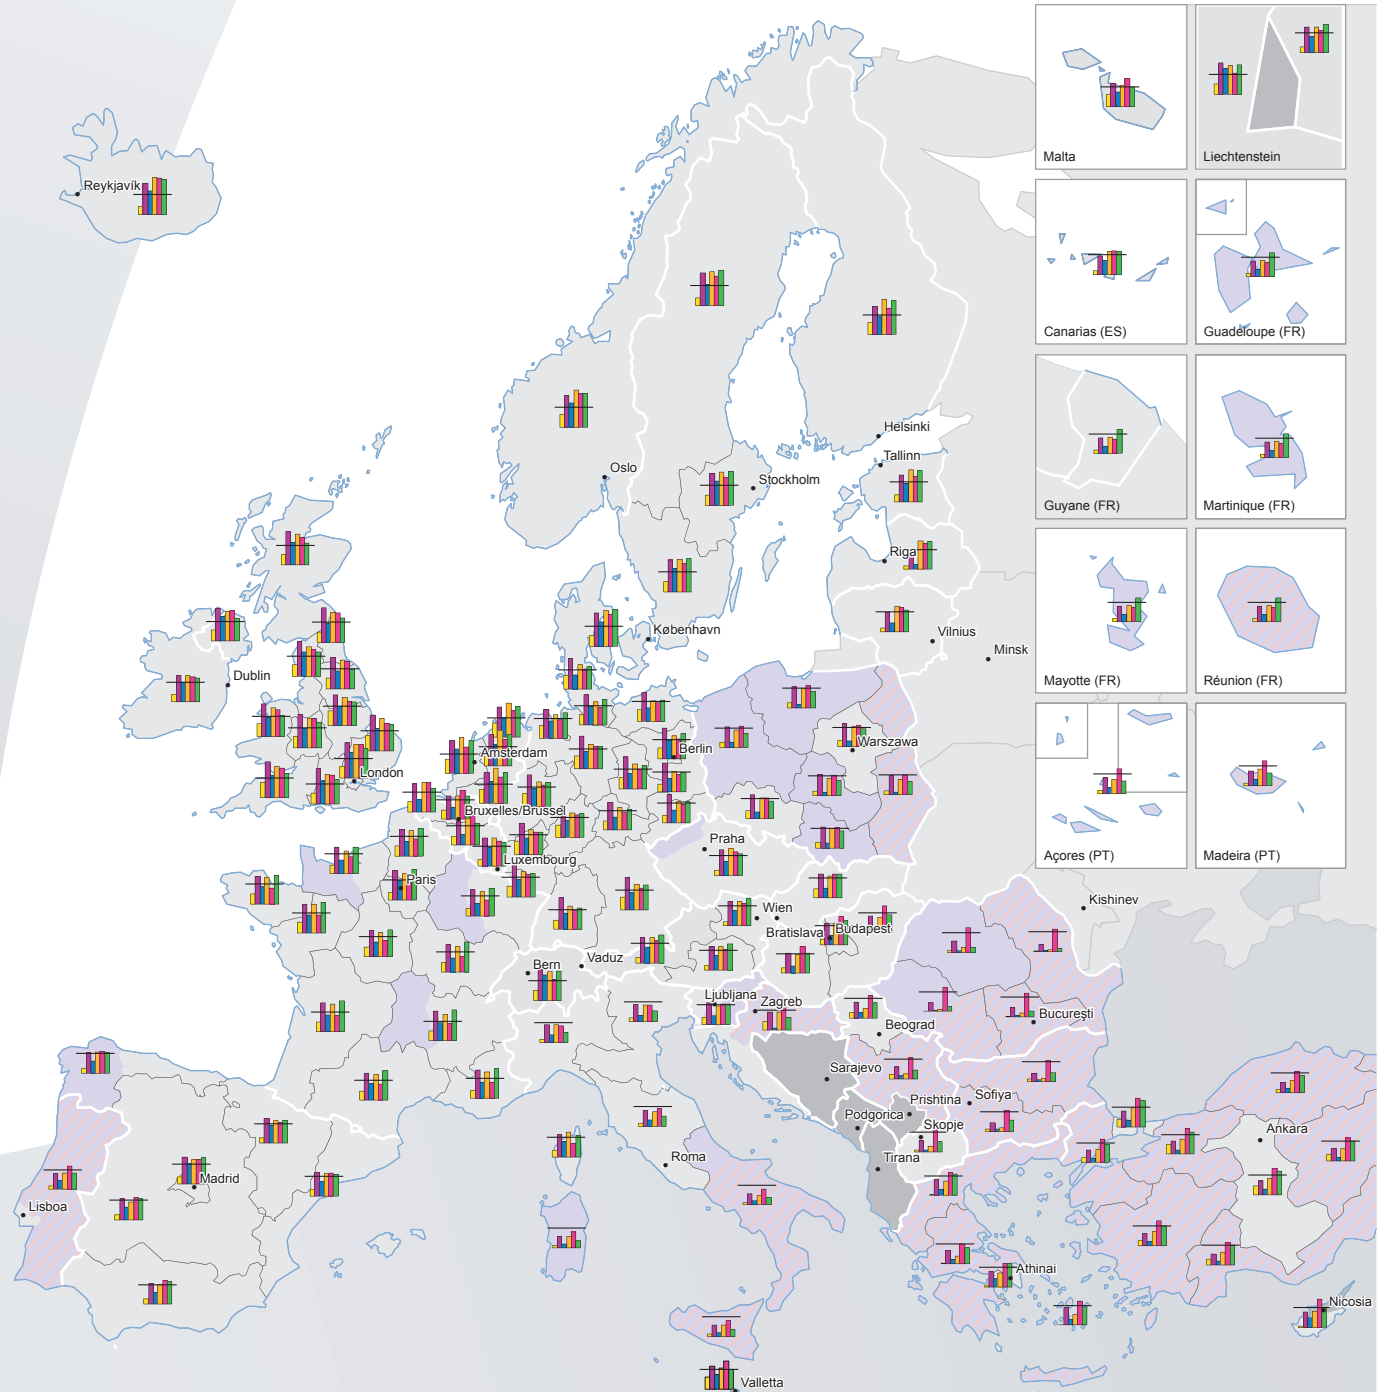 Malta
Liechtenstein
Reykjavík
Canarias (ES)
Guadeloupe (FR)
Helsinki
Tallinn
Oslo
Stockholm
Guyane (FR)
Martinique (FR)
Riga
København
Vilnius
Minsk
Dublin
Mayotte (FR)
Réunion (FR)
Warszawa
Berlin
Amsterdam
London
Bruxelles/Brussel
Praha
Luxembourg
Açores (PT)
Madeira (PT)
Paris
Kishinev
Wien
Bratislava
Budapest
Bern
Vaduz
Ljubljana
Zagreb
Bucureşti
Beograd
Sarajevo
Prishtina
Sofiya
Podgorica
Skopje
Ankara
Roma
Tirana
Madrid
Lisboa
Athinai
Nicosia
Valletta